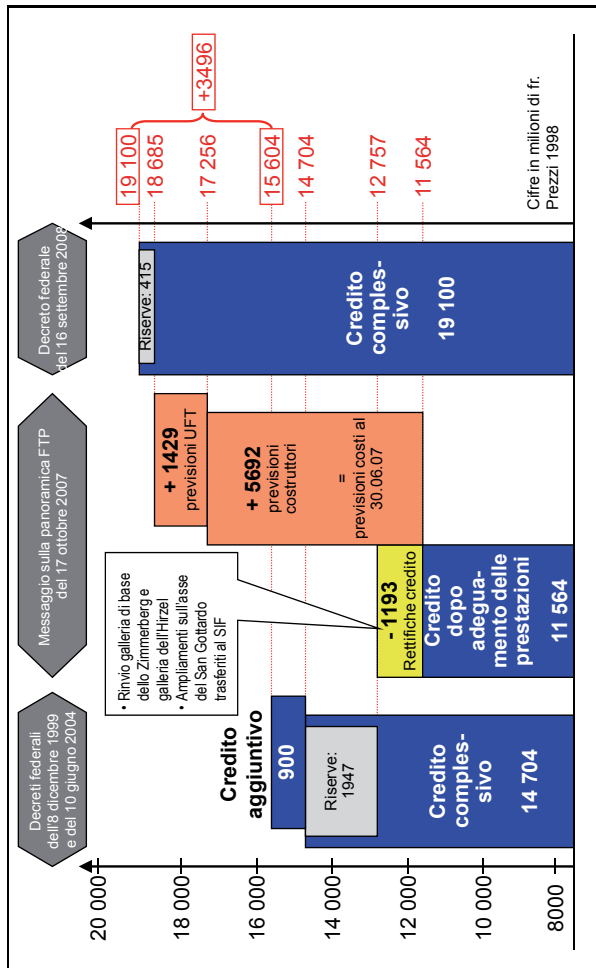 Decreti federali
dell'8 dicembre 1999
e del 10 giugno 2004
Messaggio sulla panoramica FTP
del 17 ottobre 2007
Decreto federale
del 16 settembre 2008
20 000
18 000
16 000
14 000
12 000
10 000
8000
Credito
aggiuntivo
900
Riserve:
1947
Credito
comples-
sivo
14 704
• Rinvio galleria di base
dello Zimmerberg e
galleria dell'Hirzel
• Ampliamenti sull'asse
del San Gottardo
trasferiti al SIF
- 1193
Rettifiche credito
Credito
dopo
adegua-
mento delle
prestazioni
11 564
+ 1429
previsioni UFT
+ 5692
previsioni
costruttori
=
previsioni costi al
30.06.07
Riserve: 415
Credito
comples-
sivo
19 100
19 100
18 685
17 256
15 604
14 704
12 757
11 564
+3496
Cifre in milioni di fr.
Prezzi 1998